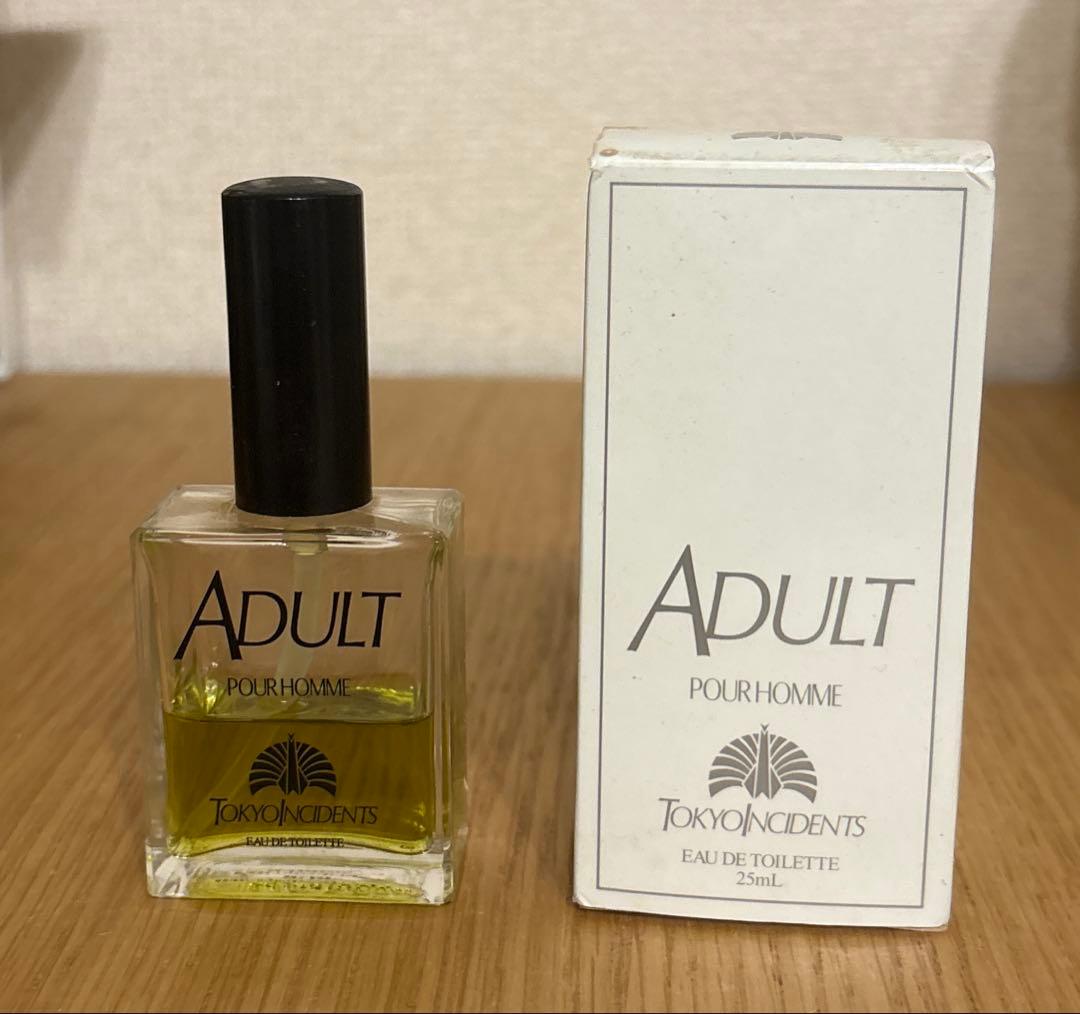 ADULT
POUR HOMME
TOKYO INCIDENTS
EAU DE TOILETTE
ADULT
POUR HOMME
TOKYO INCIDENTS
EAU DE TOILETTE
25mL